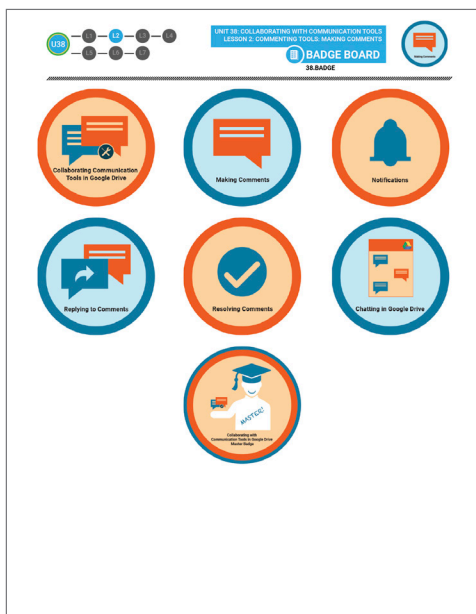 U38
L1
L2
L3
L4
L5
L6
L7
UNIT 38: COLLABORATING WITH COMMUNICATION TOOLS
LESSON 2: COMMENTING TOOLS: MAKING COMMENTS
BADGE BOARD
38.BADGE
Making Comments
Collaborating Communication
Tools in Google Drive
Making Comments
Notifications
Replying to Comments
Resolving Comments
Chatting in Google Drive
MASTER!
Collaborating with
Communication Tools in Google Drive
Master Badge